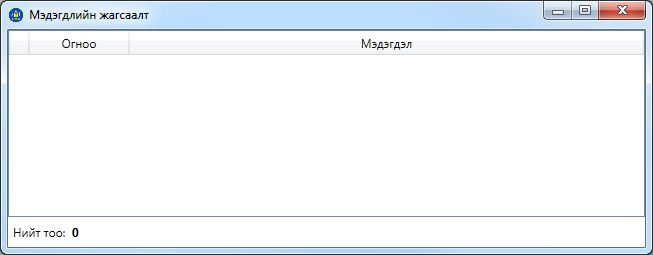 Мэдэгдлийн жагсаалт
Огноо Мэдэгдэл
Нийт тоо: 0